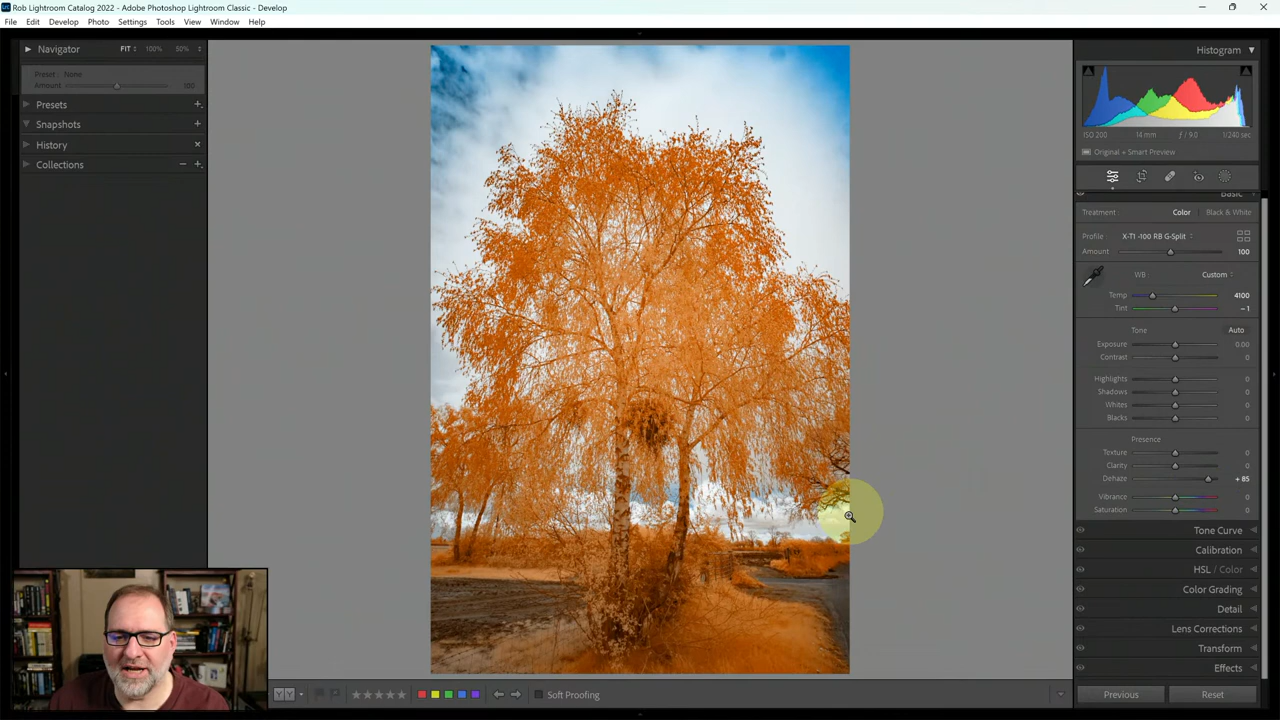 Rob Lightroom Catalog 2022 - Adobe Photoshop Lightroom Classic - Develop
File Edit Develop Photo Settings Tools View Window Help
Navigator FIT 100% 50%
Preset : None
Amount 100
Presets
Snapshots
History
Collections
Histogram
ISO 200 14 mm ƒ / 9.0 1/240 sec
Original + Smart Preview
Basic
Treatment Color Black & White
Profile X-T1 -100 RB G-Split
Amount 100
WB Custom
Temp 4100
Tint – 1
Tone Auto
Exposure 0.00
Contrast 0
Highlights 0
Shadows 0
Whites 0
Blacks 0
Presence
Texture 0
Clarity 0
Dehaze + 85
Vibrance 0
Saturation 0
Tone Curve
Calibration
HSL / Color
Color Grading
Detail
Lens Corrections
Transform
Effects
Previous Reset
Y Y Soft Proofing